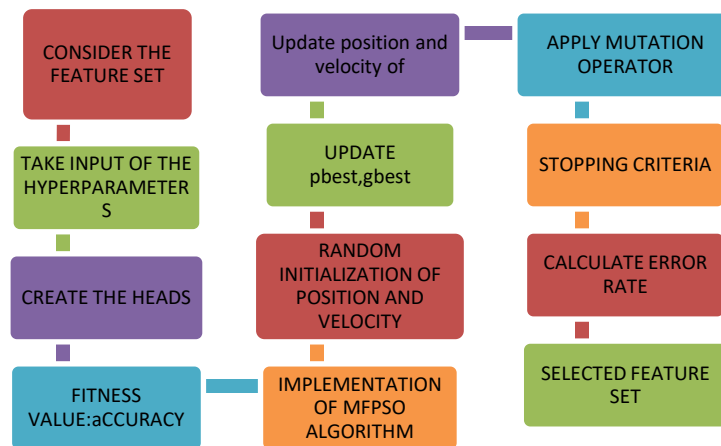 CONSIDER THE
FEATURE SET
TAKE INPUT OF THE
HYPERPARAMETER
S
CREATE THE HEADS
FITNESS
VALUE:aCCURACY
IMPLEMENTATION
OF MFPSO
ALGORITHM
RANDOM
INITIALIZATION OF
POSITION AND
VELOCITY
UPDATE
pbest,gbest
Update position and
velocity of
APPLY MUTATION
OPERATOR
STOPPING CRITERIA
CALCULATE ERROR
RATE
SELECTED FEATURE
SET